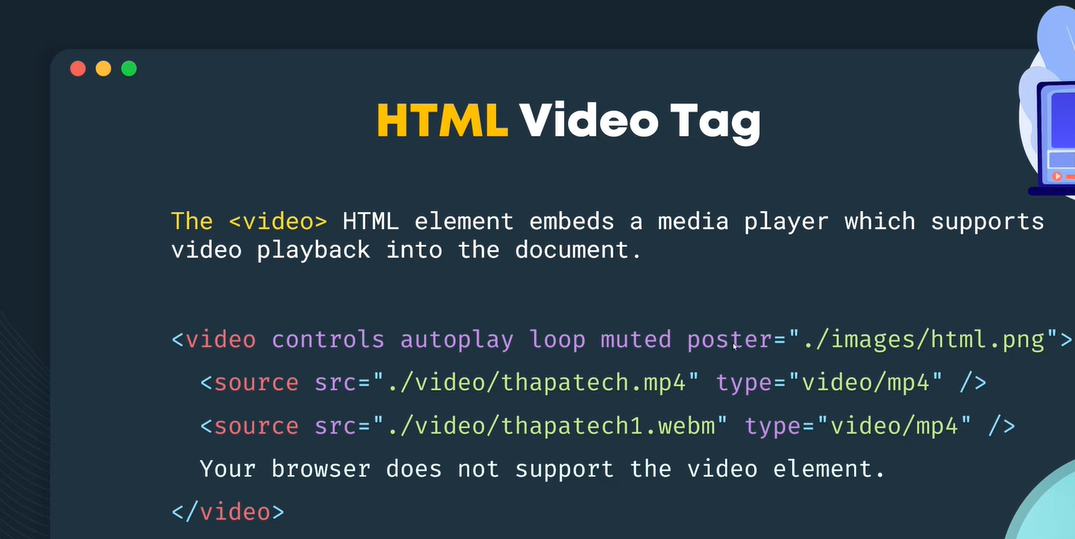 HTML Video Tag
The <video> HTML element embeds a media player which supports
video playback into the document.
<video controls autoplay loop muted poster="./images/html.png">
<source src="./video/thapatech.mp4" type="video/mp4" />
<source src="./video/thapatech1.webm" type="video/mp4" />
Your browser does not support the video element.
</video>